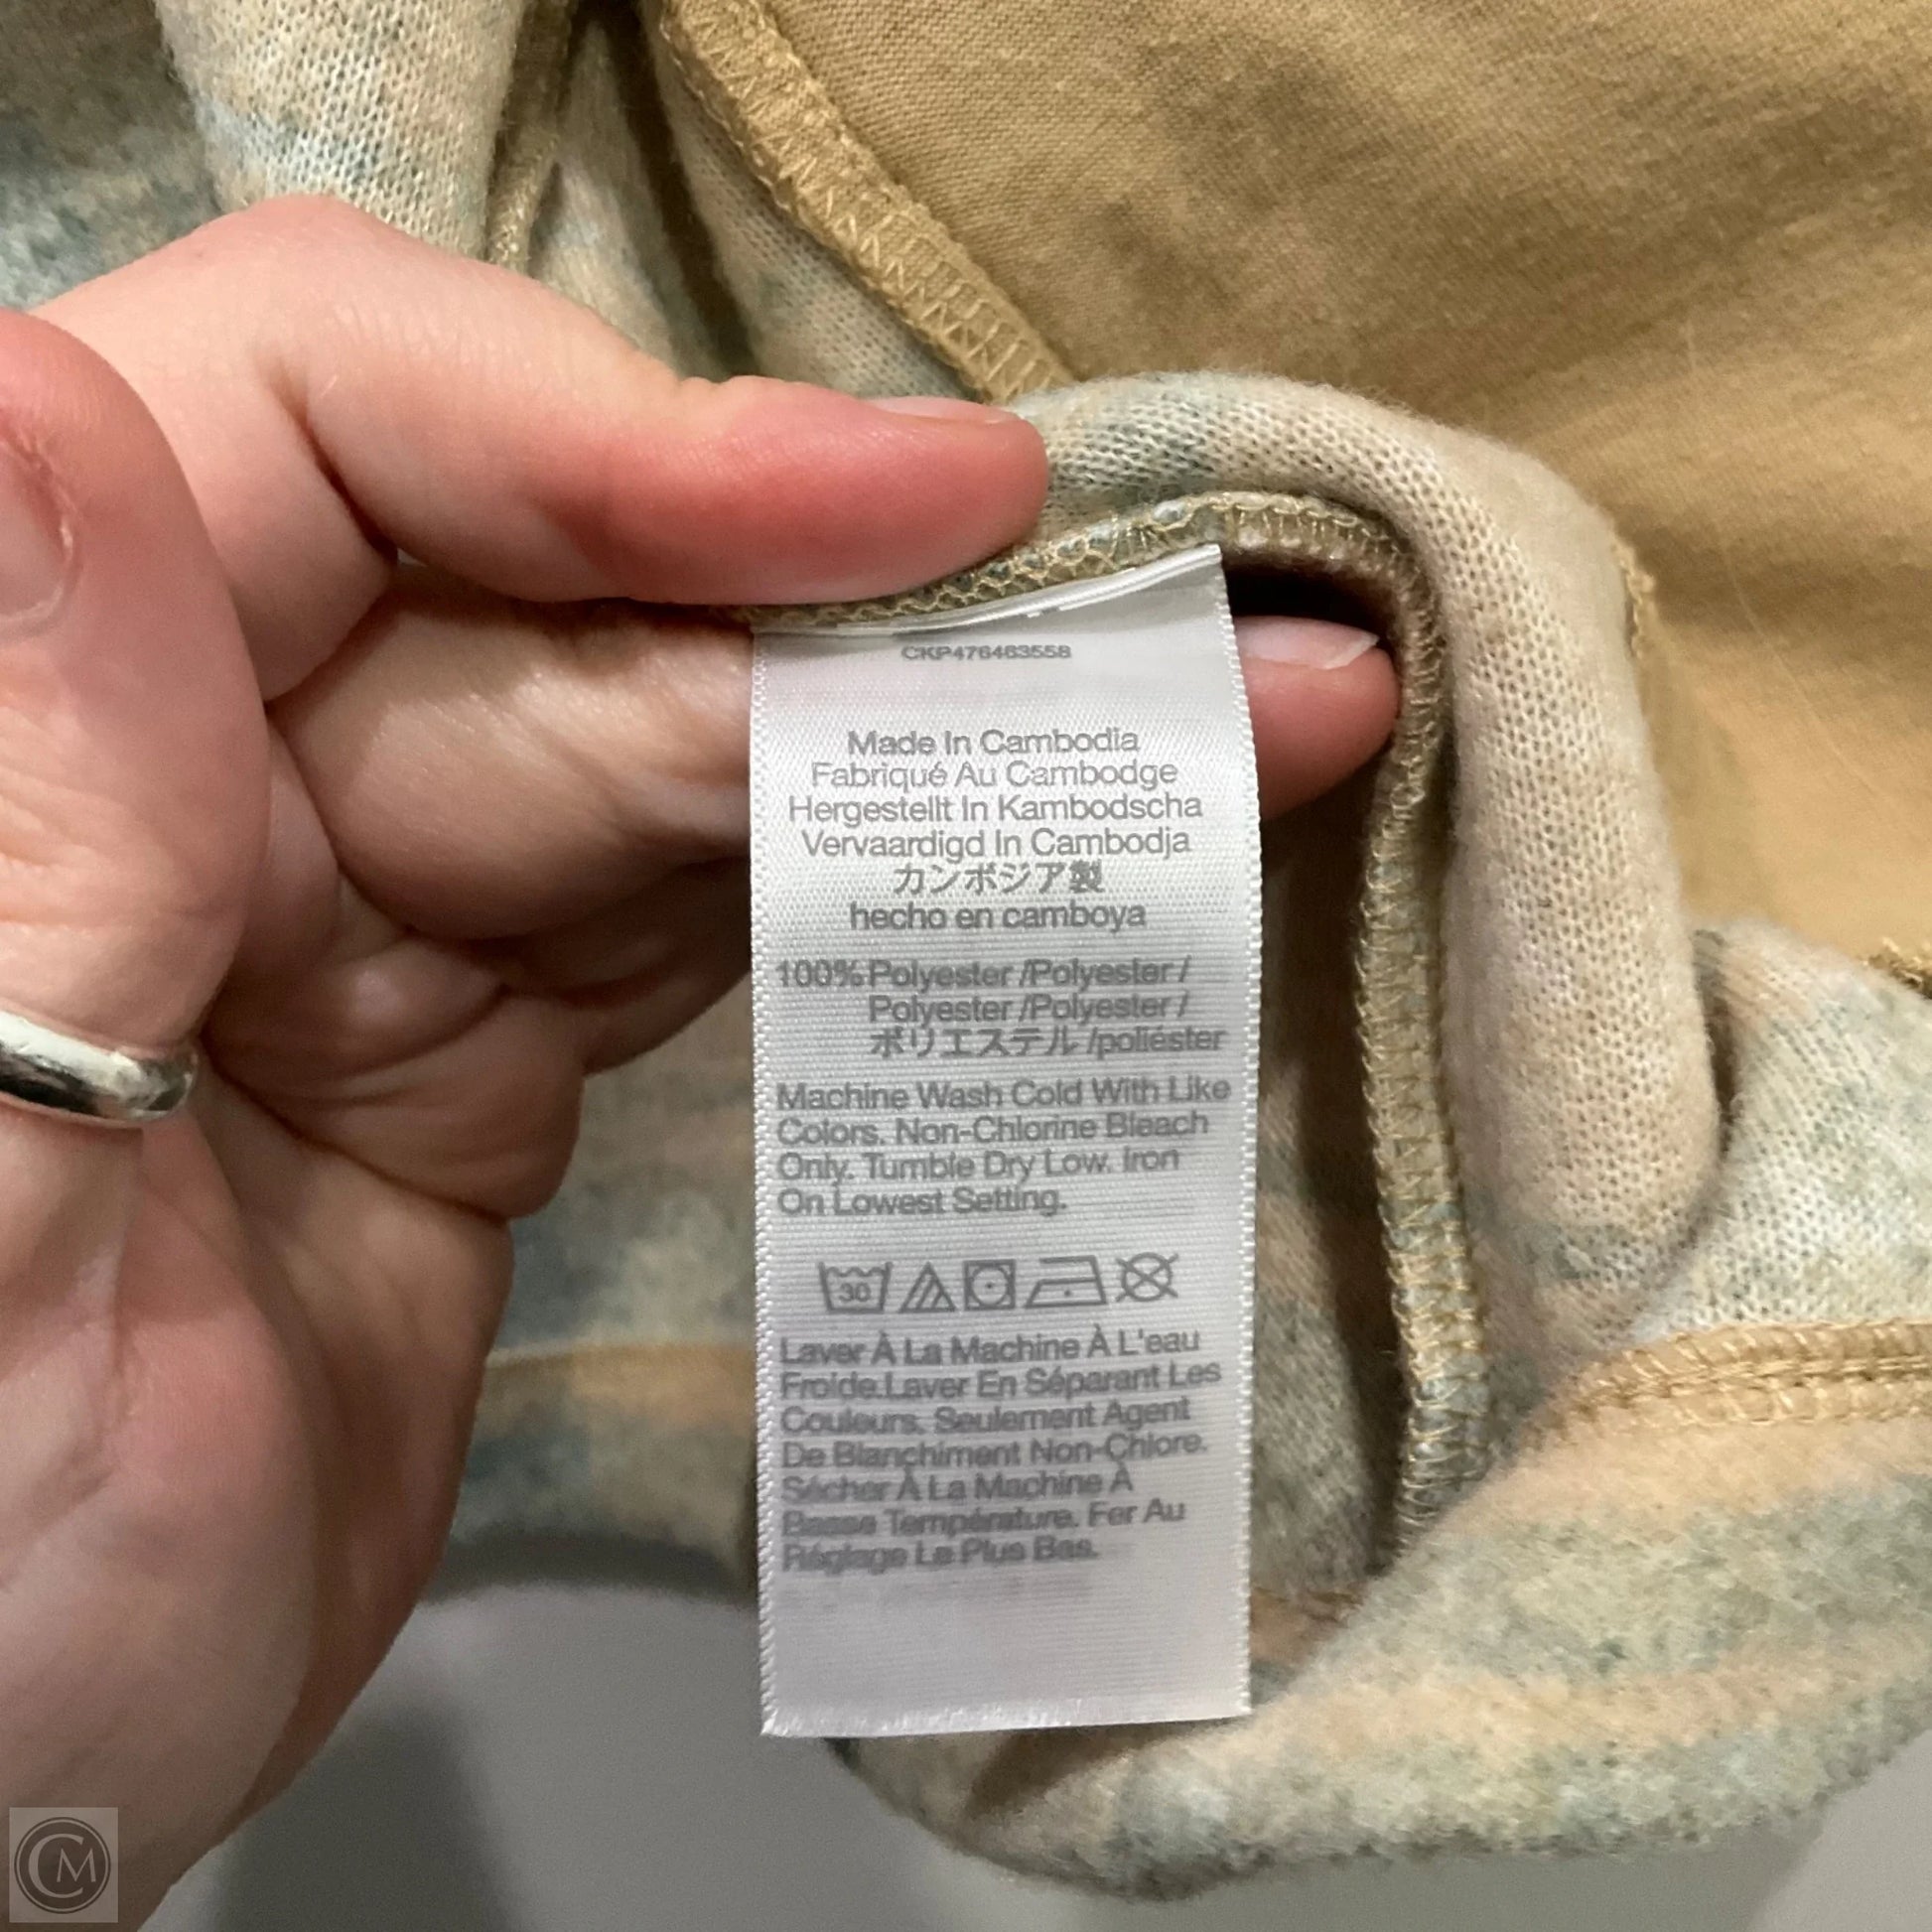 CKP476463558
Made In Cambodia
Fabriqué Au Cambodge
Hergestellt In Kambodscha
Vervaardigd In Cambodja
カンボジア製
hecho en camboya
100% Polyester /Polyester /
Polyester /Polyester /
ポリエステル /poliéster
Machine Wash Cold With Like
Colors. Non-Chlorine Bleach
Only. Tumble Dry Low. Iron
On Lowest Setting.
30
Laver À La Machine À L'eau
Froide.Laver En Séparant Les
Couleurs. Seulement Agent
De Blanchiment Non-Chlore.
Sécher À La Machine À
Basse Température. Fer Au
Réglage Le Plus Bas.
CM